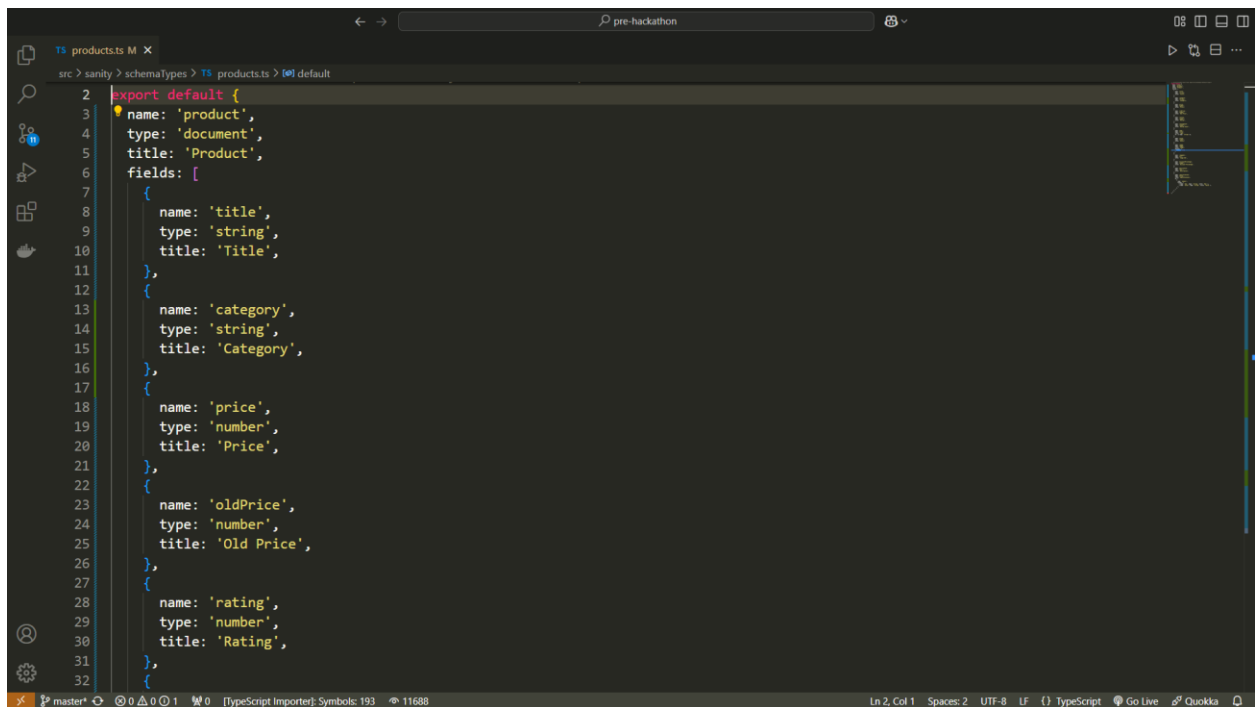 pre-hackathon
TS products.ts M
src > sanity > schemaTypes > TS products.ts > default
2 export default {
3 name: 'product',
4 type: 'document',
5 title: 'Product',
6 fields: [
7 {
8 name: 'title',
9 type: 'string',
10 title: 'Title',
11 },
12 {
13 name: 'category',
14 type: 'string',
15 title: 'Category',
16 },
17 {
18 name: 'price',
19 type: 'number',
20 title: 'Price',
21 },
22 {
23 name: 'oldPrice',
24 type: 'number',
25 title: 'Old Price',
26 },
27 {
28 name: 'rating',
29 type: 'number',
30 title: 'Rating',
31 },
32 {
11
master* 0 0 1 0 [TypeScript Importer]: Symbols: 193 11688 Ln 2, Col 1 Spaces: 2 UTF-8 LF {} TypeScript Go Live Quokka